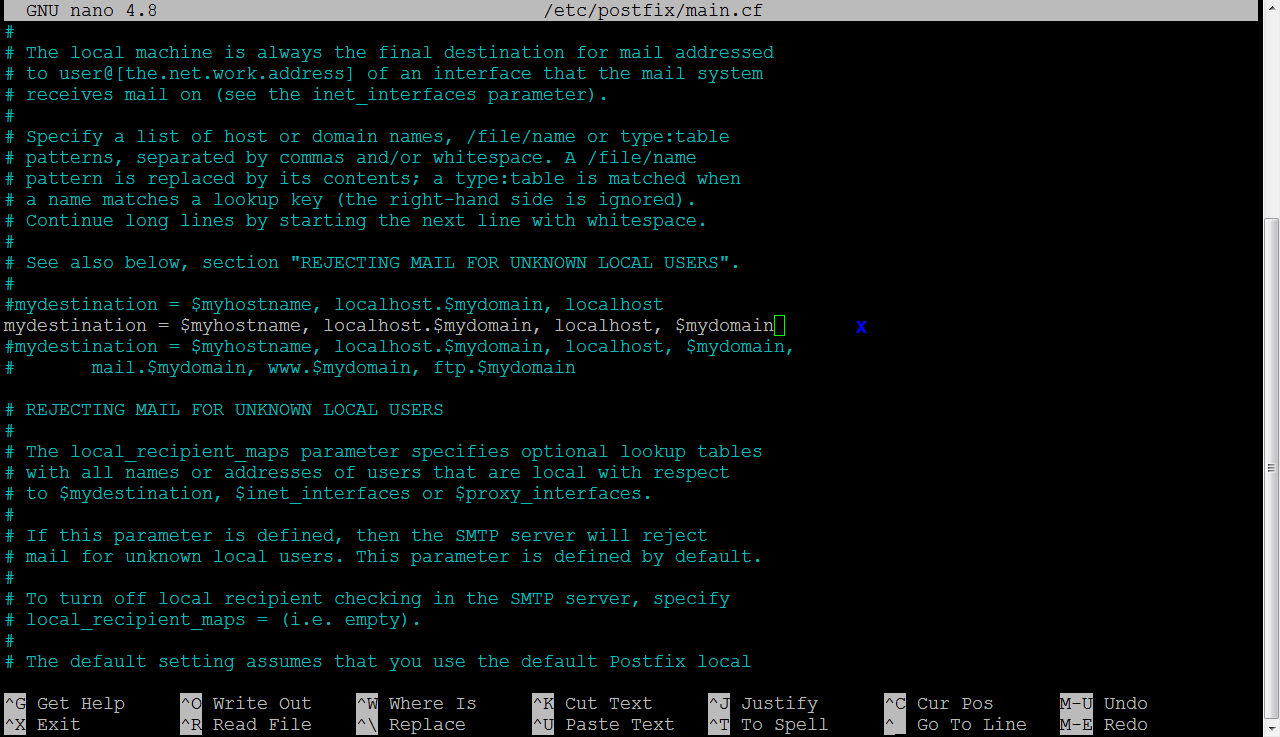 GNU nano 4.8 /etc/postfix/main.cf
#
# The local machine is always the final destination for mail addressed
# to user@[the.net.work.address] of an interface that the mail system
# receives mail on (see the inet_interfaces parameter).
#
# Specify a list of host or domain names, /file/name or type:table
# patterns, separated by commas and/or whitespace. A /file/name
# pattern is replaced by its contents; a type:table is matched when
# a name matches a lookup key (the right-hand side is ignored).
# Continue long lines by starting the next line with whitespace.
#
# See also below, section "REJECTING MAIL FOR UNKNOWN LOCAL USERS".
#
#mydestination = $myhostname, localhost.$mydomain, localhost
mydestination = $myhostname, localhost.$mydomain, localhost, $mydomain x
#mydestination = $myhostname, localhost.$mydomain, localhost, $mydomain,
# mail.$mydomain, www.$mydomain, ftp.$mydomain
# REJECTING MAIL FOR UNKNOWN LOCAL USERS
#
# The local_recipient_maps parameter specifies optional lookup tables
# with all names or addresses of users that are local with respect
# to $mydestination, $inet_interfaces or $proxy_interfaces.
#
# If this parameter is defined, then the SMTP server will reject
# mail for unknown local users. This parameter is defined by default.
#
# To turn off local recipient checking in the SMTP server, specify
# local_recipient_maps = (i.e. empty).
#
# The default setting assumes that you use the default Postfix local
^G Get Help ^O Write Out ^W Where Is ^K Cut Text ^J Justify ^C Cur Pos M-U Undo
^X Exit ^R Read File ^\ Replace ^U Paste Text ^T To Spell ^_ Go To Line M-E Redo